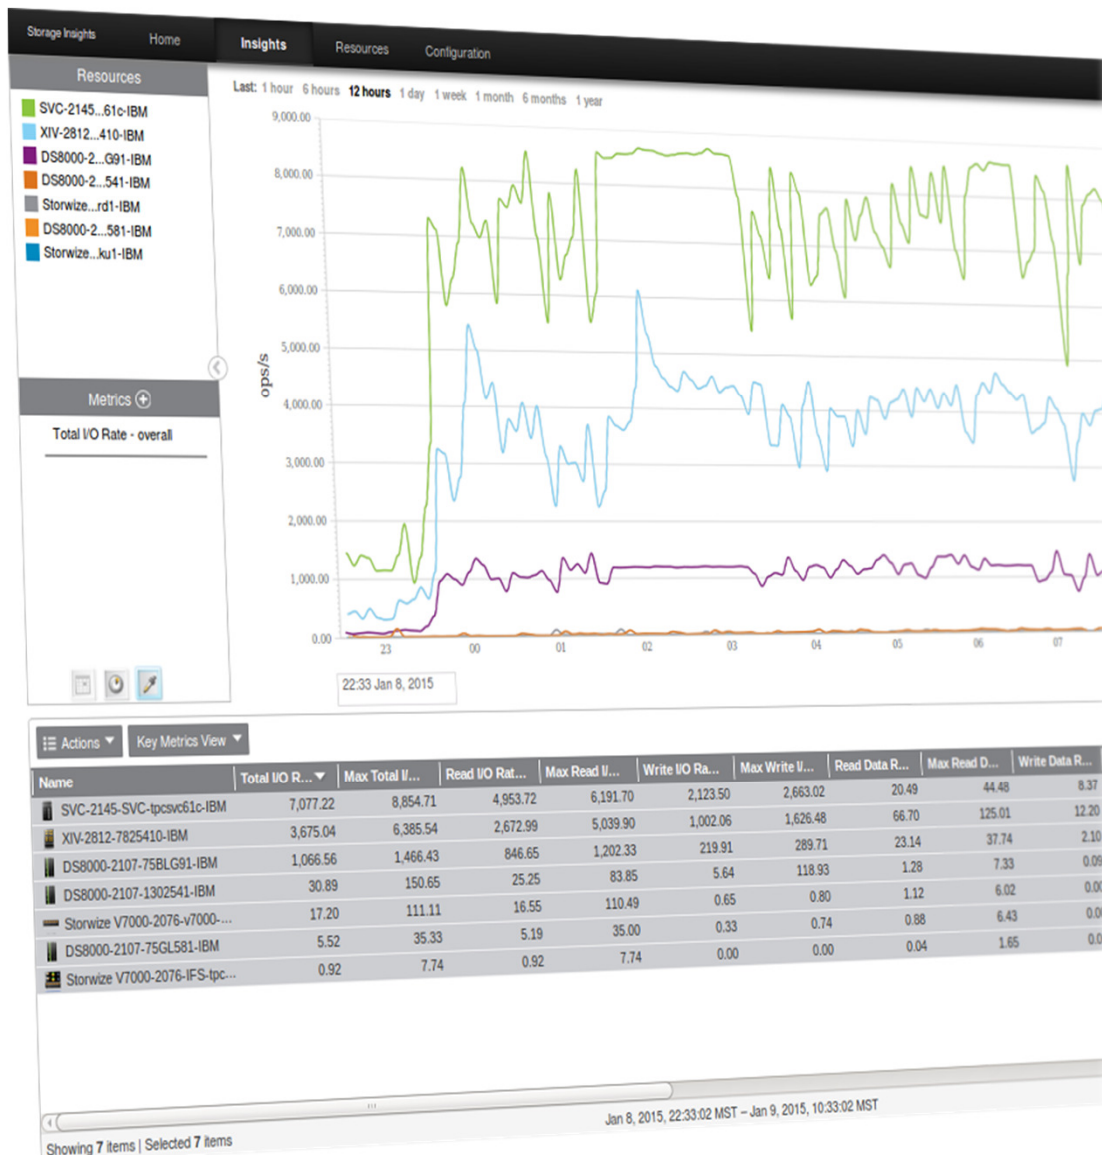 Storage Insights Home Insights Resources Configuration
Resources
SVC-2145...61c-IBM
XIV-2812...410-IBM
DS8000-2...G91-IBM
DS8000-2...541-IBM
Storwize...rd1-IBM
DS8000-2...581-IBM
Storwize...ku1-IBM
Metrics
Total I/O Rate - overall
Last: 1 hour 6 hours 12 hours 1 day 1 week 1 month 6 months 1 year
9,000.00
8,000.00
7,000.00
6,000.00
5,000.00
4,000.00
3,000.00
2,000.00
1,000.00
0.00
ops/s
23 00 01 02 03 04 05 06 07
22:33 Jan 8, 2015
Actions Key Metrics View
Name Total I/O R... Max Total I/... Read I/O Rat... Max Read I/... Write I/O Ra... Max Write I/... Read Data R... Max Read D... Write Data R...
SVC-2145-SVC-tpcsvc61c-IBM 7,077.22 8,854.71 4,953.72 6,191.70 2,123.50 2,663.02 20.49 44.48 8.37
XIV-2812-7825410-IBM 3,675.04 6,385.54 2,672.99 5,039.90 1,002.06 1,626.48 66.70 125.01 12.20
DS8000-2107-75BLG91-IBM 1,066.56 1,466.43 846.65 1,202.33 219.91 289.71 23.14 37.74 2.10
DS8000-2107-1302541-IBM 30.89 150.65 25.25 83.85 5.64 118.93 1.28 7.33 0.09
Storwize V7000-2076-v7000-... 17.20 111.11 16.55 110.49 0.65 0.80 1.12 6.02 0.00
DS8000-2107-75GL581-IBM 5.52 35.33 5.19 35.00 0.33 0.74 0.88 6.43 0.00
Storwize V7000-2076-IFS-tpc... 0.92 7.74 0.92 7.74 0.00 0.00 0.04 1.65 0.0
Jan 8, 2015, 22:33:02 MST – Jan 9, 2015, 10:33:02 MST
Showing 7 items | Selected 7 items